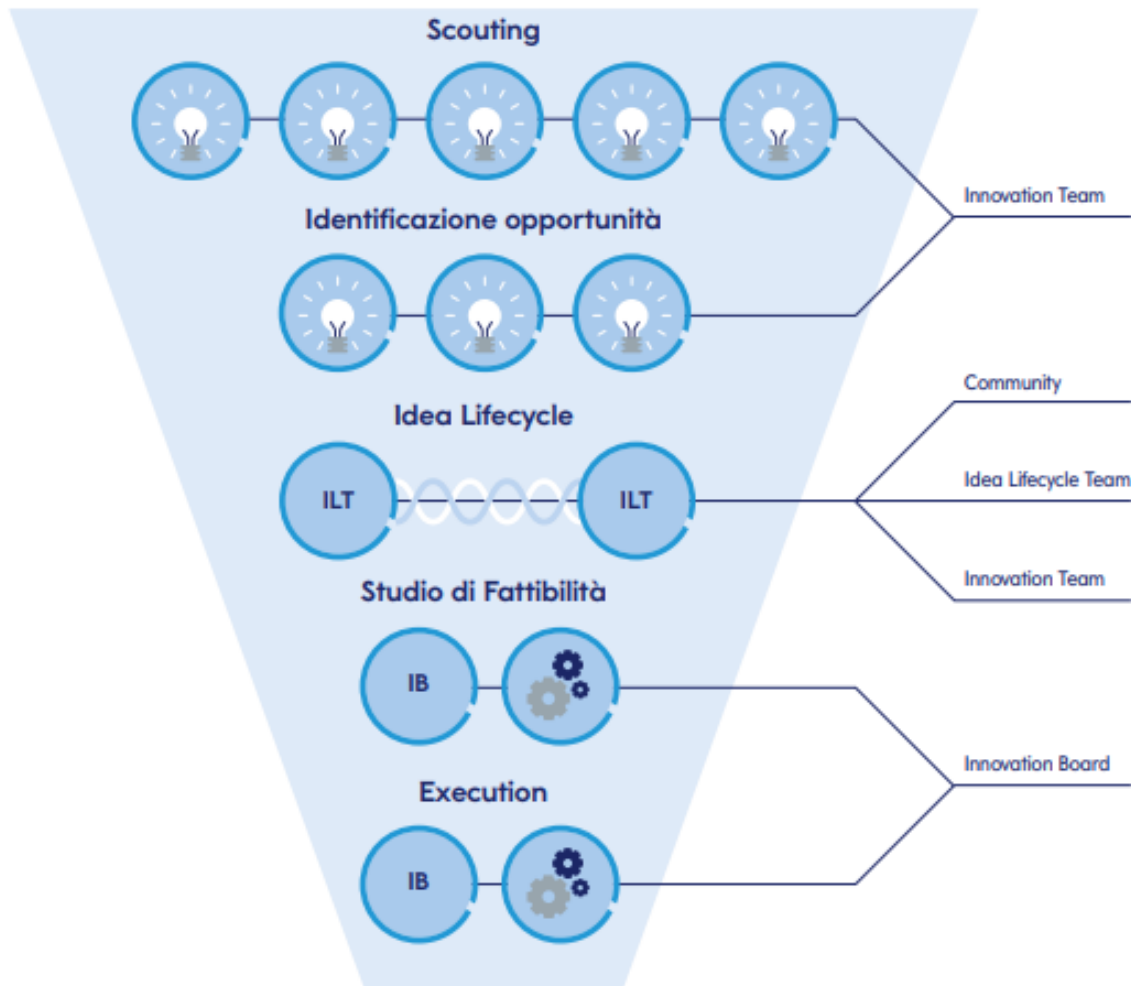 Scouting
Innovation Team
Identificazione opportunità
Community
Idea Lifecycle
Idea Lifecycle Team
ILT
ILT
Innovation Team
Studio di Fattibilità
IB
Innovation Board
Execution
IB